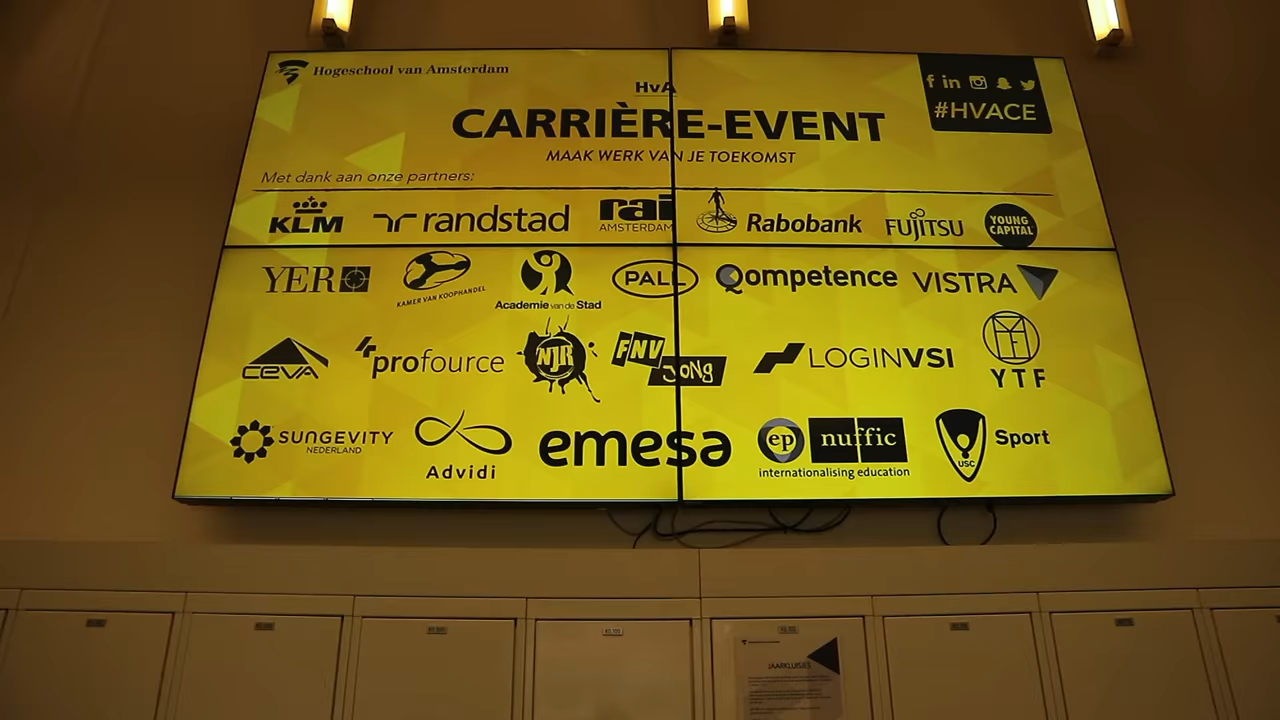 Hogeschool van Amsterdam
HvA
CARRIÈRE-EVENT
MAAK WERK VAN JE TOEKOMST
f in
#HVACE
Met dank aan onze partners:
KLM randstad rai AMSTERDAM Rabobank FUJITSU YOUNG CAPITAL
YER KAMER VAN KOOPHANDEL Academie van de Stad PALL Qompetence VISTRA
CEVA profource NJR FNV JONG LOGINVSI YTF
SUNGEVITY NEDERLAND Advidi emesa ep nuffic internationalising education USC Sport
JAARKLUISJES